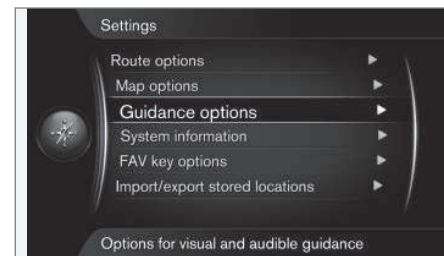 Settings
Route options
Map options
Guidance options
System information
FAV key options
Import/export stored locations
Options for visual and audible guidance